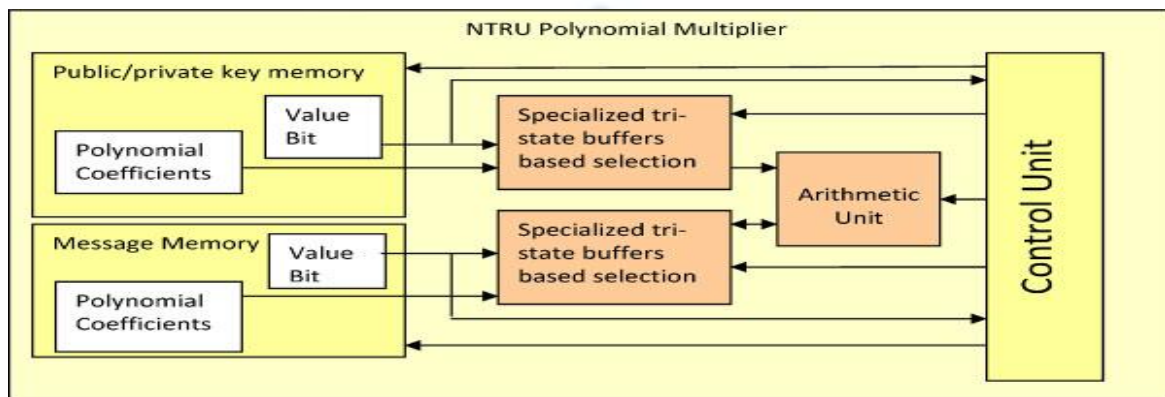 NTRU Polynomial Multiplier
Public/private key memory
Value
Bit
Polynomial
Coefficients
Specialized tri-
state buffers
based selection
Arithmetic
Unit
Control Unit
Message Memory
Value
Bit
Polynomial
Coefficients
Specialized tri-
state buffers
based selection